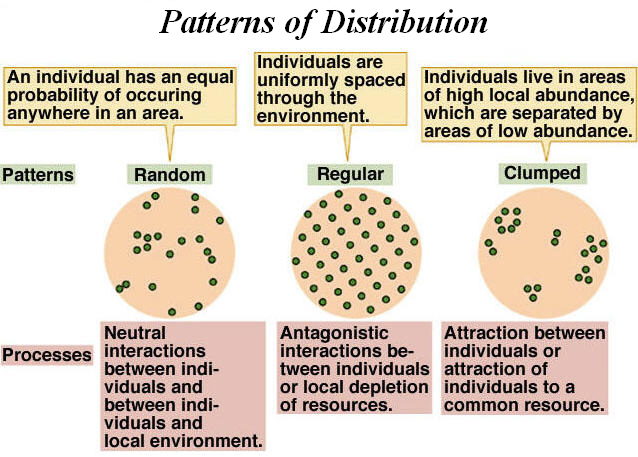 Patterns of Distribution
An individual has an equal
probability of occuring
anywhere in an area.
Individuals are
uniformly spaced
through the
environment.
Individuals live in areas
of high local abundance,
which are separated by
areas of low abundance.
Patterns
Random
Regular
Clumped
Processes
Neutral
interactions
between indi-
viduals and
between indi-
viduals and
local environment.
Antagonistic
interactions be-
tween individuals
or local depletion
of resources.
Attraction between
individuals or
attraction of
individuals to a
common resource.